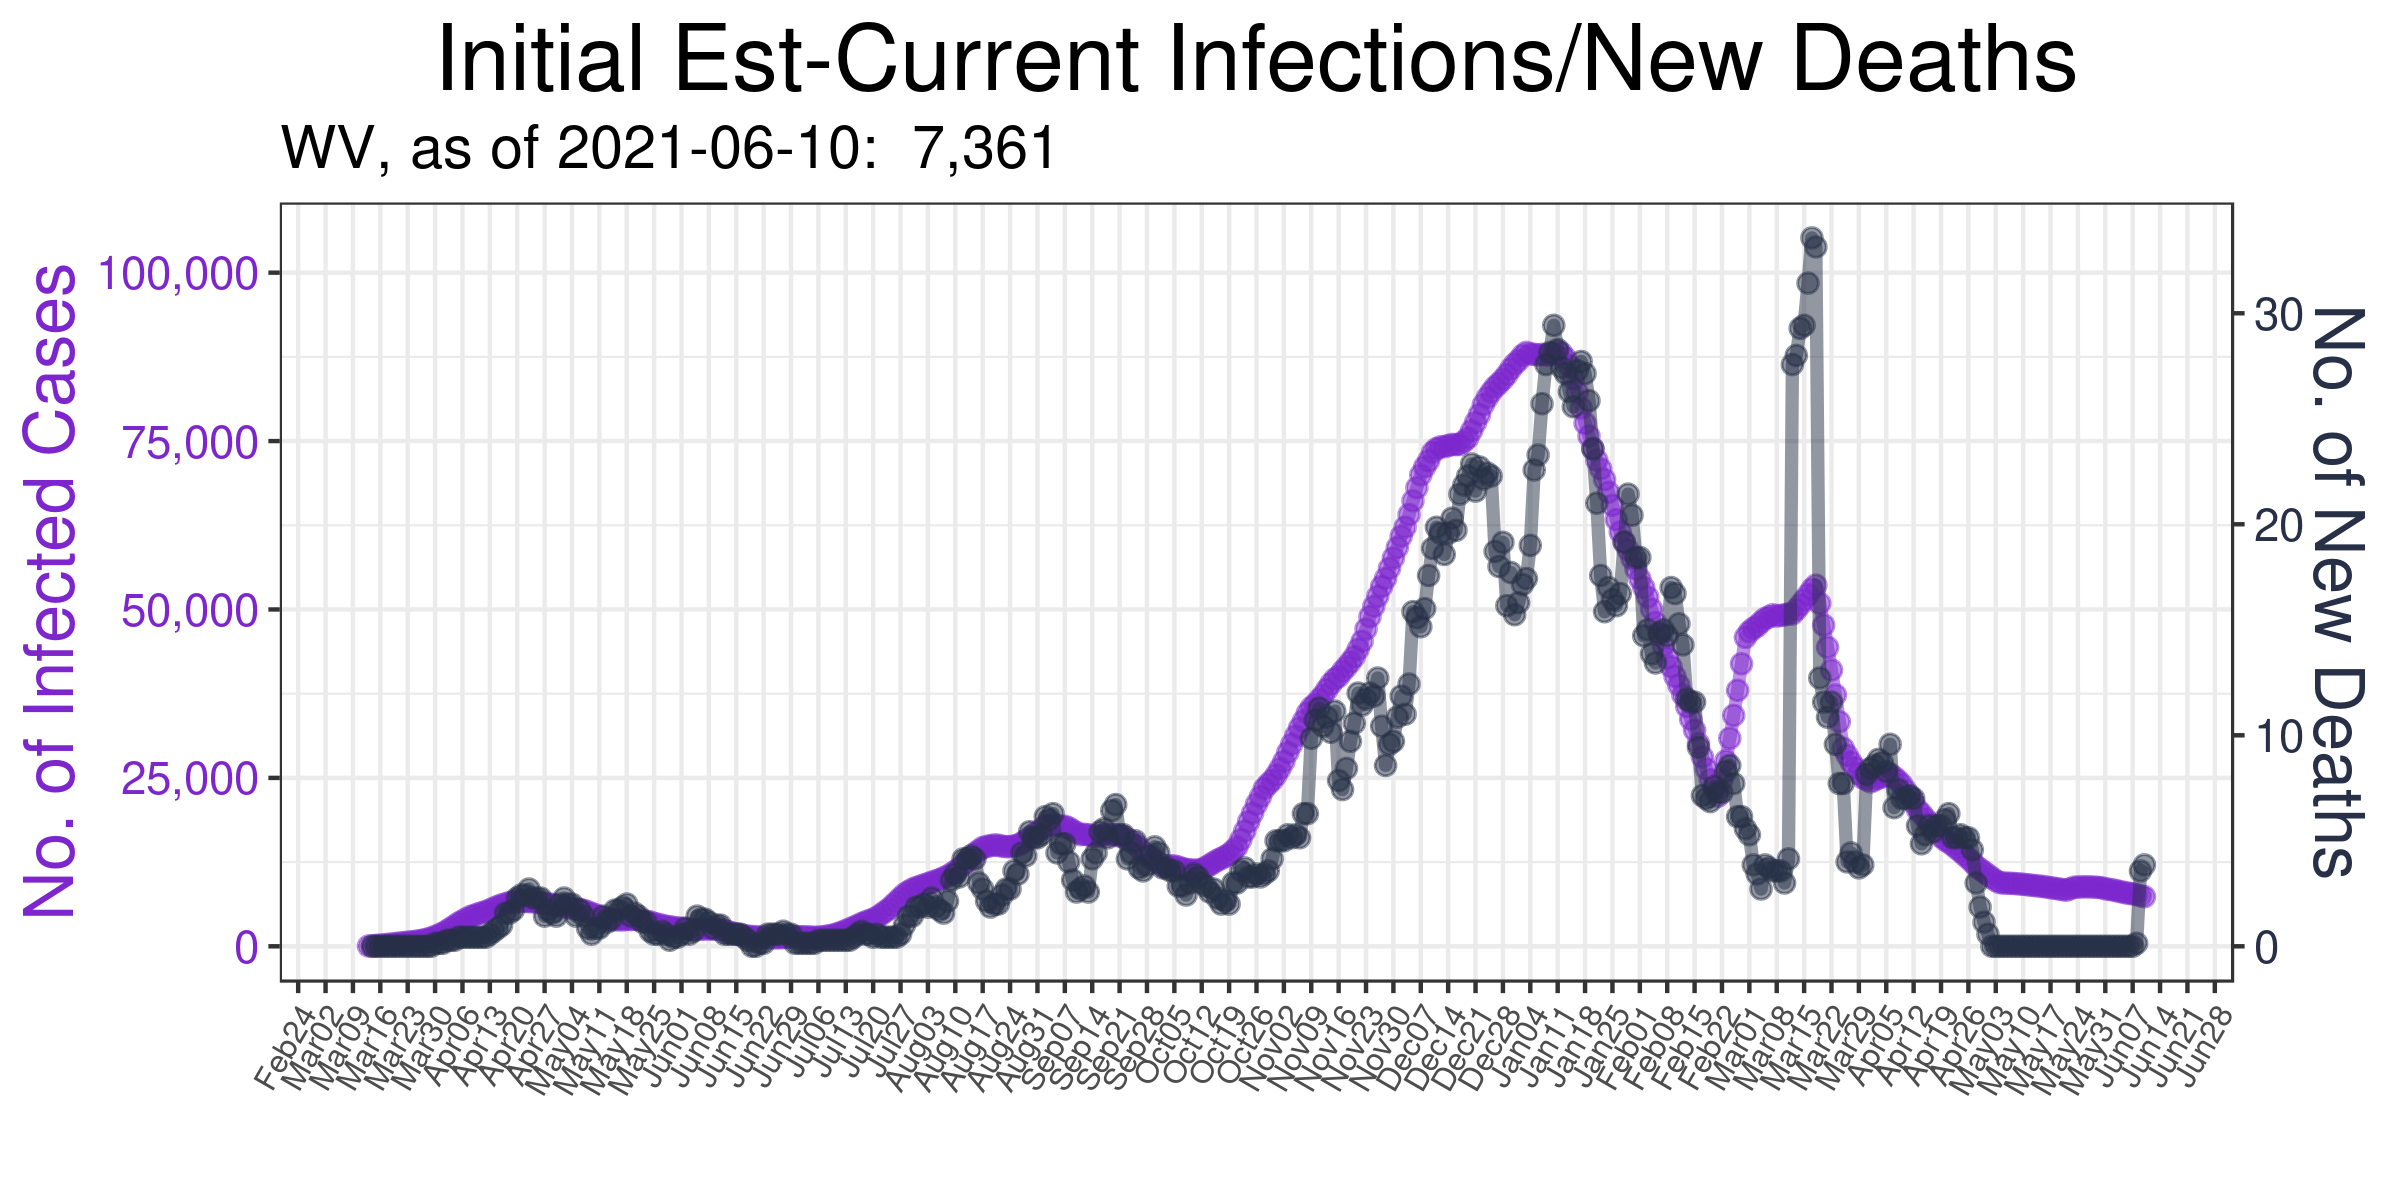 Initial Est-Current Infections/New Deaths
WV, as of 2021-06-10:  7,361
No. of Infected Cases
100,000
75,000
50,000
25,000
0
30
20
10
0
No. of New Deaths
Feb24
Mar02
Mar09
Mar16
Mar23
Mar30
Apr06
Apr13
Apr20
Apr27
May04
May11
May18
May25
Jun01
Jun08
Jun15
Jun22
Jun29
Jul06
Jul13
Jul20
Jul27
Aug03
Aug10
Aug17
Aug24
Aug31
Sep07
Sep14
Sep21
Sep28
Oct05
Oct12
Oct19
Oct26
Nov02
Nov09
Nov16
Nov23
Nov30
Dec07
Dec14
Dec21
Dec28
Jan04
Jan11
Jan18
Jan25
Feb01
Feb08
Feb15
Feb22
Mar01
Mar08
Mar15
Mar22
Mar29
Apr05
Apr12
Apr19
Apr26
May03
May10
May17
May24
May31
Jun07
Jun14
Jun21
Jun28